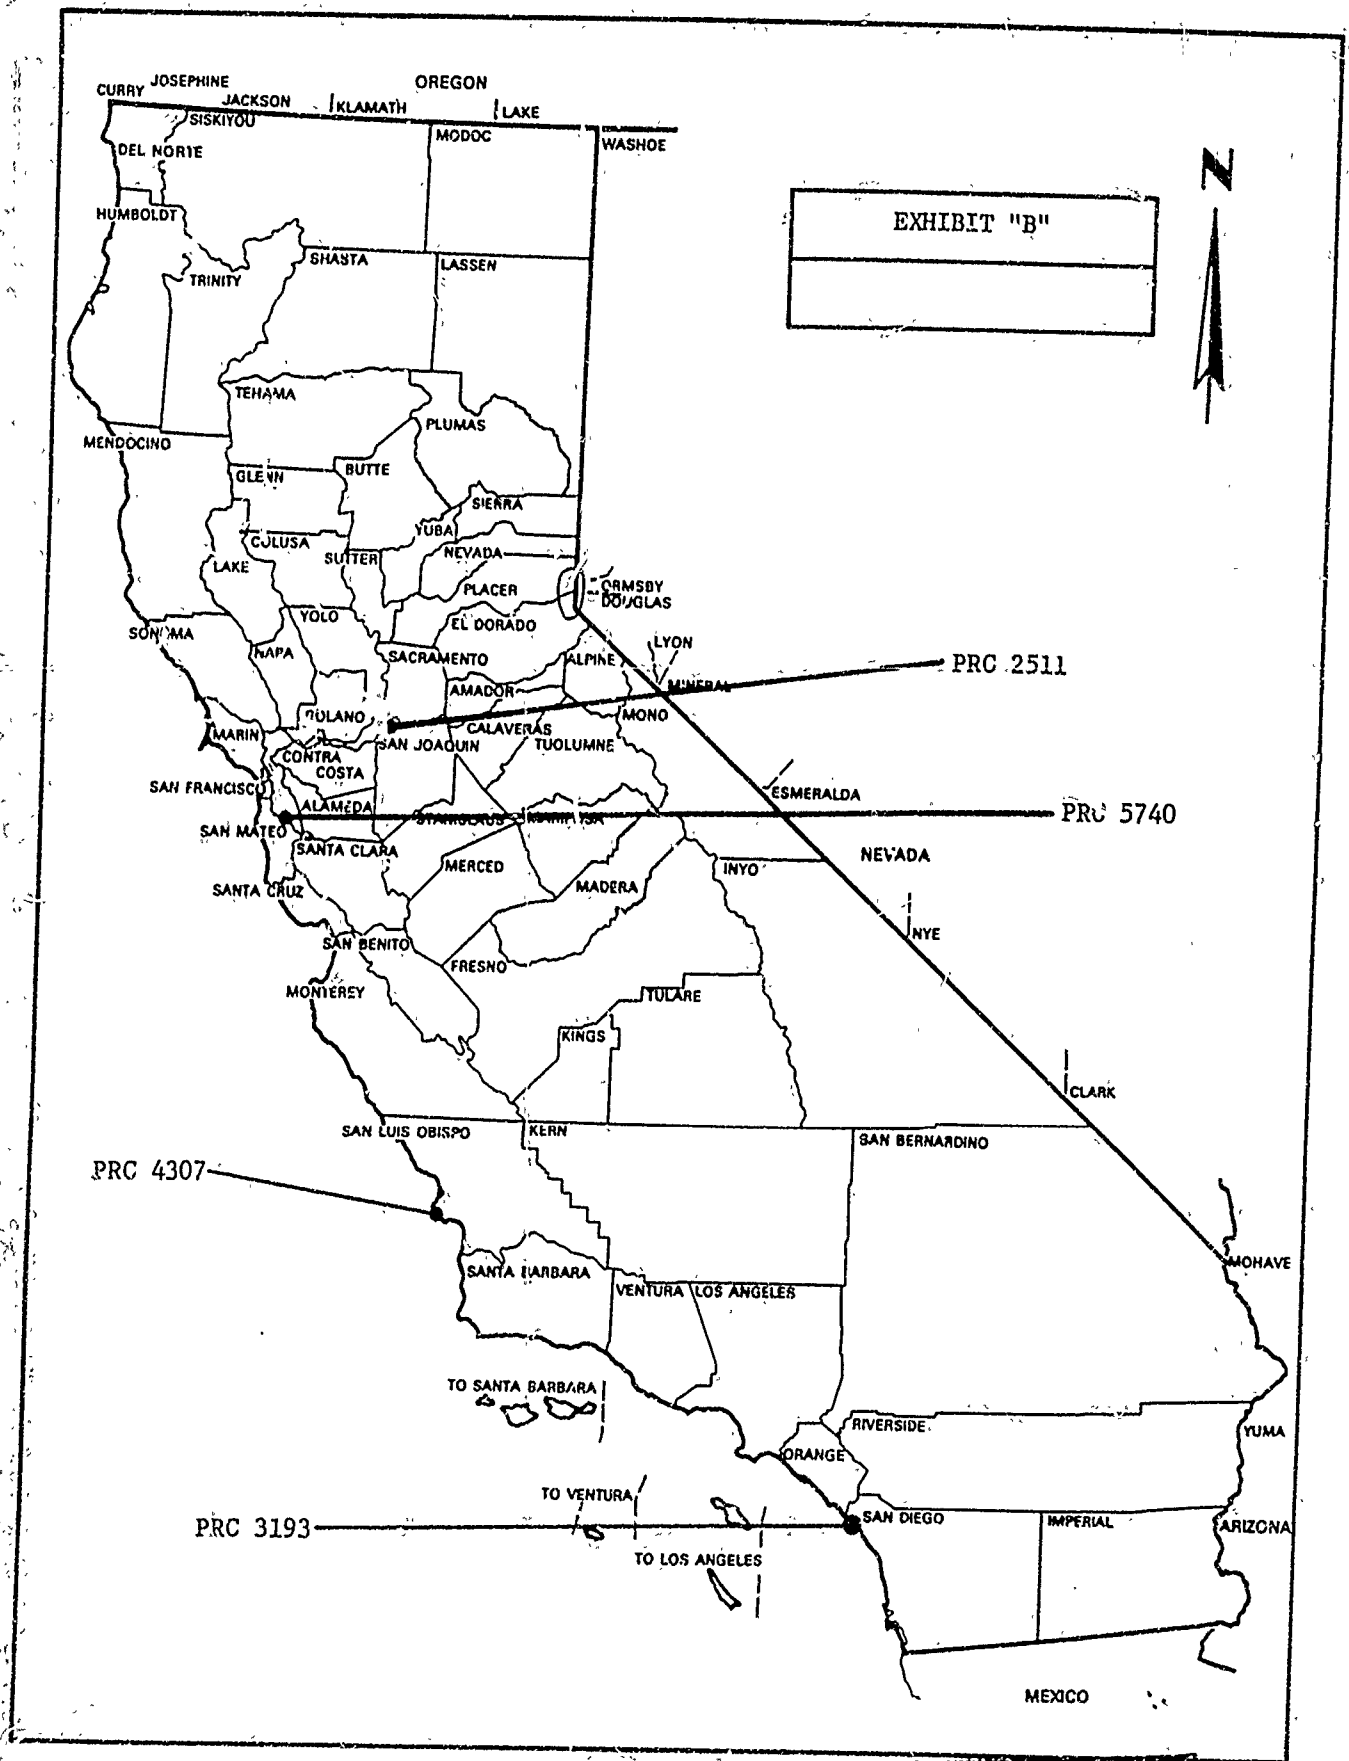 OREGON
CURRY
JOSEPHINE
JACKSON
KLAMATH
LAKE
SISKIYOU
MODOC
WASHOE
DEL NORTE
N
HUMBOLDT
EXHIBIT "B"
TRINITY
SHASTA
LASSEN
TEHAMA
PLUMAS
MENDOCINO
GLENN
BUTTE
SIERRA
YUBA
COLUSA
SUTTER
NEVADA
LAKE
PLACER
ORMSBY
DOUGLAS
YOLO
EL DORADO
SONOMA
NAPA
SACRAMENTO
ALPINE
LYON
PRC 2511
AMADOR
MINERAL
SOLANO
MONO
MARIN
CALAVERAS
SAN JOAQUIN
TUOLUMNE
CONTRA
COSTA
SAN FRANCISCO
ESMERALDA
ALAMEDA
STANISLAUS
MARIPOSA
PRC 5740
SAN MATEO
SANTA CLARA
NEVADA
MERCED
INYO
SANTA CRUZ
MADERA
NYE
SAN BENITO
FRESNO
MONTEREY
TULARE
KINGS
CLARK
SAN LUIS OBISPO
KERN
SAN BERNARDINO
PRC 4307
MOHAVE
SANTA BARBARA
VENTURA
LOS ANGELES
TO SANTA BARBARA
RIVERSIDE
YUMA
ORANGE
TO VENTURA
PRC 3193
SAN DIEGO
IMPERIAL
ARIZONA
TO LOS ANGELES
MEXICO